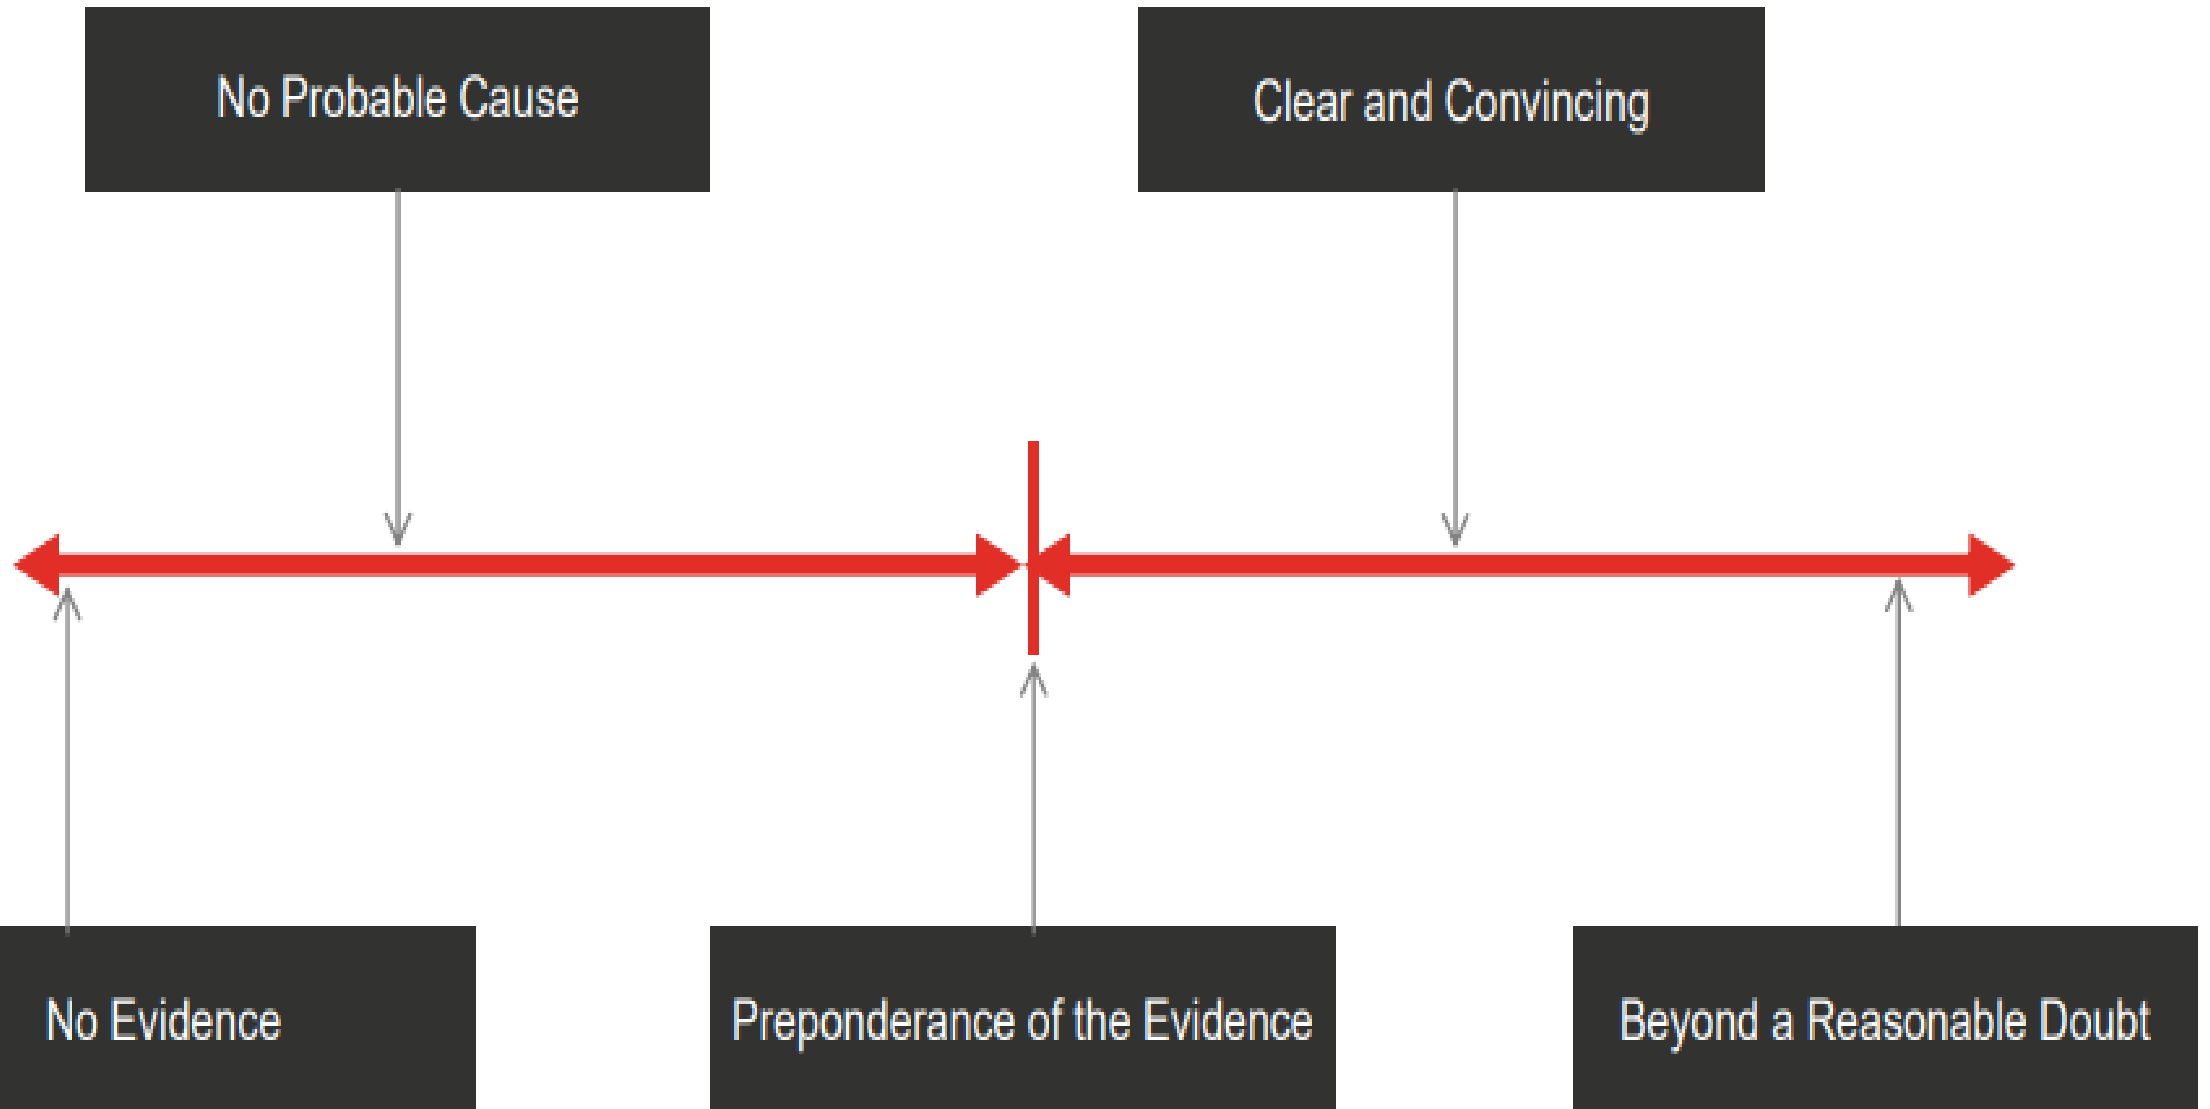 No Probable Cause
Clear and Convincing
No Evidence
Preponderance of the Evidence
Beyond a Reasonable Doubt